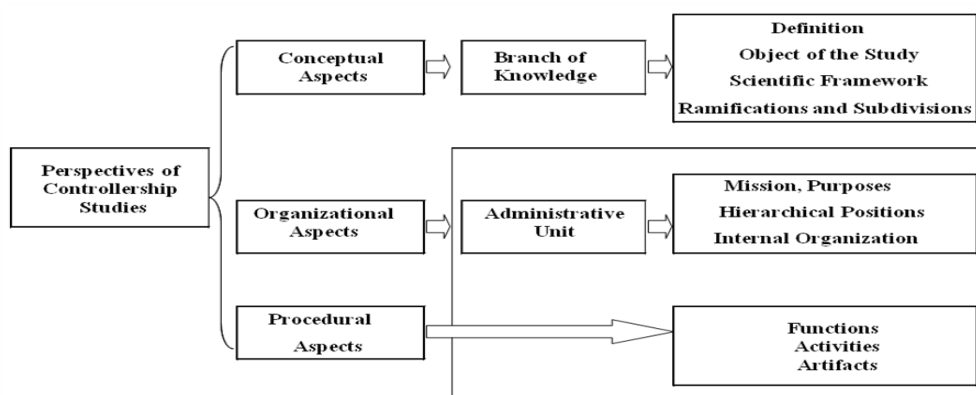 Perspectives of
Controllership
Studies
Conceptual
Aspects
Branch of
Knowledge
Definition
Object of the Study
Scientific Framework
Ramifications and Subdivisions
Organizational
Aspects
Administrative
Unit
Mission, Purposes
Hierarchical Positions
Internal Organization
Procedural
Aspects
Functions
Activities
Artifacts